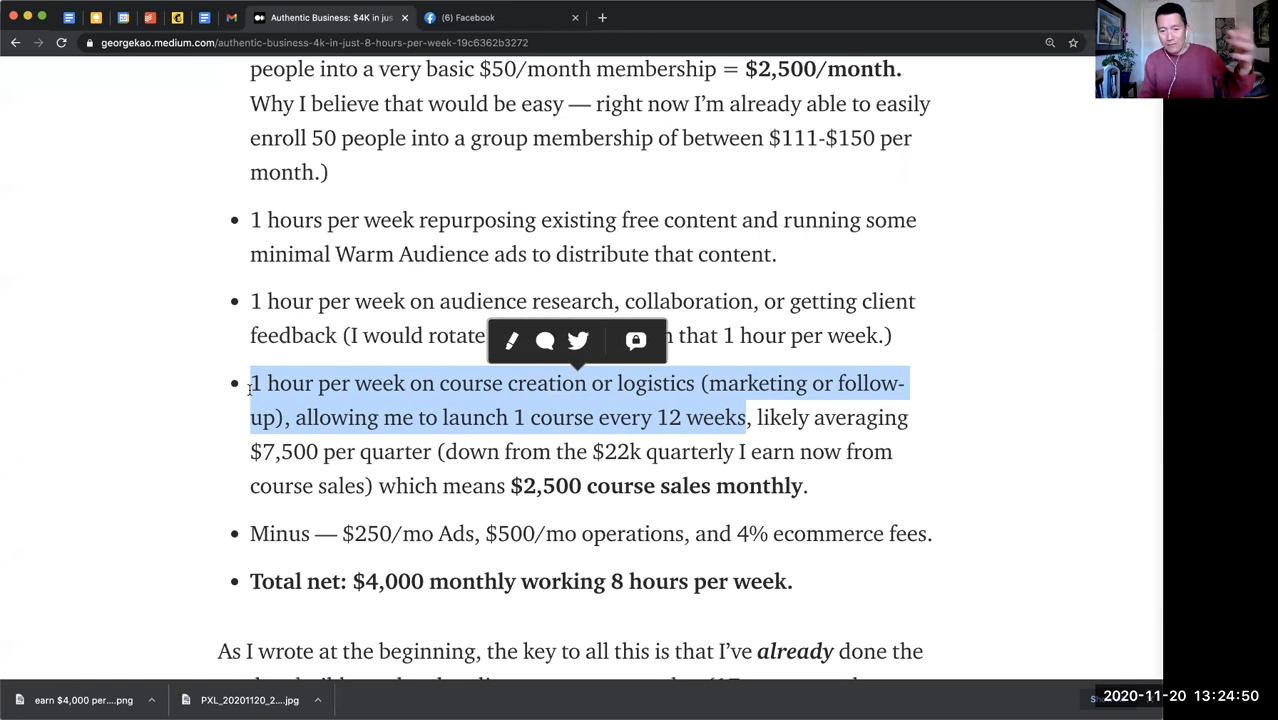 Authentic Business: $4K in jus
(6) Facebook
georgekao.medium.com/authentic-business-4k-in-just-8-hours-per-week-19c6362b3272
people into a very basic $50/month membership = $2,500/month.
Why I believe that would be easy — right now I’m already able to easily
enroll 50 people into a group membership of between $111-$150 per
month.)
1 hours per week repurposing existing free content and running some
minimal Warm Audience ads to distribute that content.
1 hour per week on audience research, collaboration, or getting client
feedback (I would rotate that 1 hour per week.)
1 hour per week on course creation or logistics (marketing or follow-
up), allowing me to launch 1 course every 12 weeks, likely averaging
$7,500 per quarter (down from the $22k quarterly I earn now from
course sales) which means $2,500 course sales monthly.
Minus — $250/mo Ads, $500/mo operations, and 4% ecommerce fees.
Total net: $4,000 monthly working 8 hours per week.
As I wrote at the beginning, the key to all this is that I’ve already done the
earn $4,000 per....png
PXL_20201120_2....jpg
2020-11-20 13:24:50